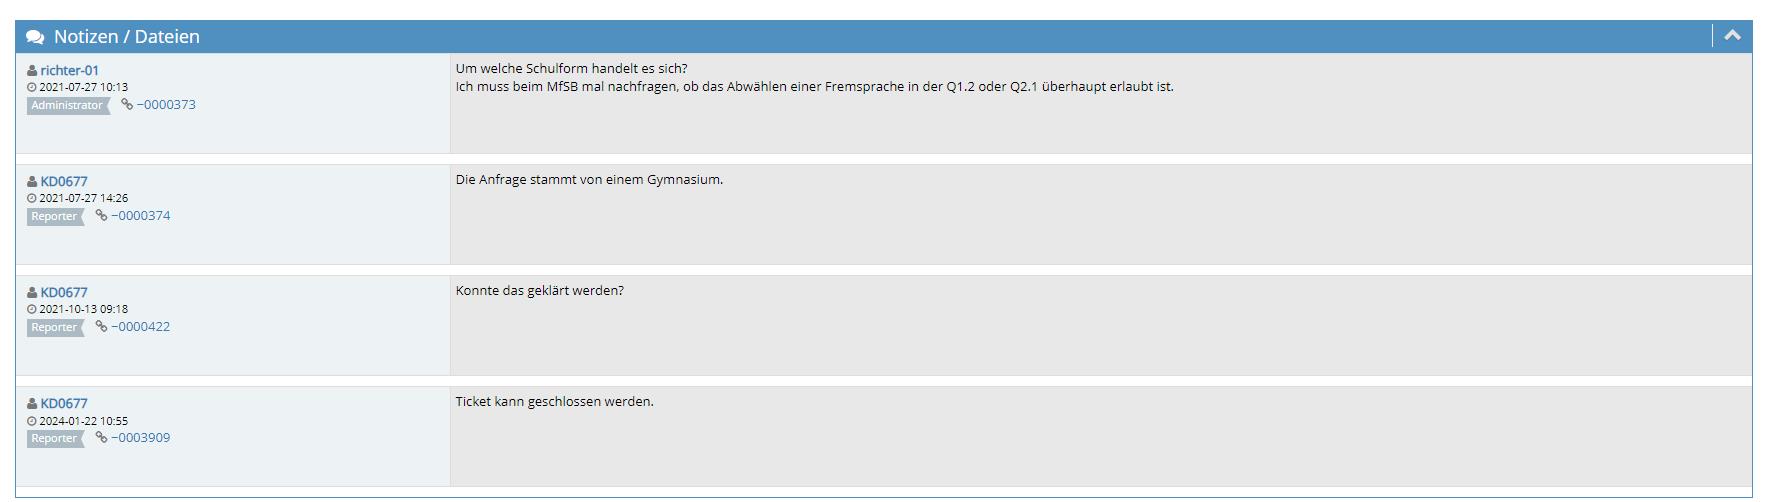 Notizen / Dateien
richter-01
2021-07-27 10:13
Administrator ~0000373
Um welche Schulform handelt es sich?
Ich muss beim MfSB mal nachfragen, ob das Abwählen einer Fremsprache in der Q1.2 oder Q2.1 überhaupt erlaubt ist.
KD0677
2021-07-27 14:26
Reporter ~0000374
Die Anfrage stammt von einem Gymnasium.
KD0677
2021-10-13 09:18
Reporter ~0000422
Konnte das geklärt werden?
KD0677
2024-01-22 10:55
Reporter ~0003909
Ticket kann geschlossen werden.